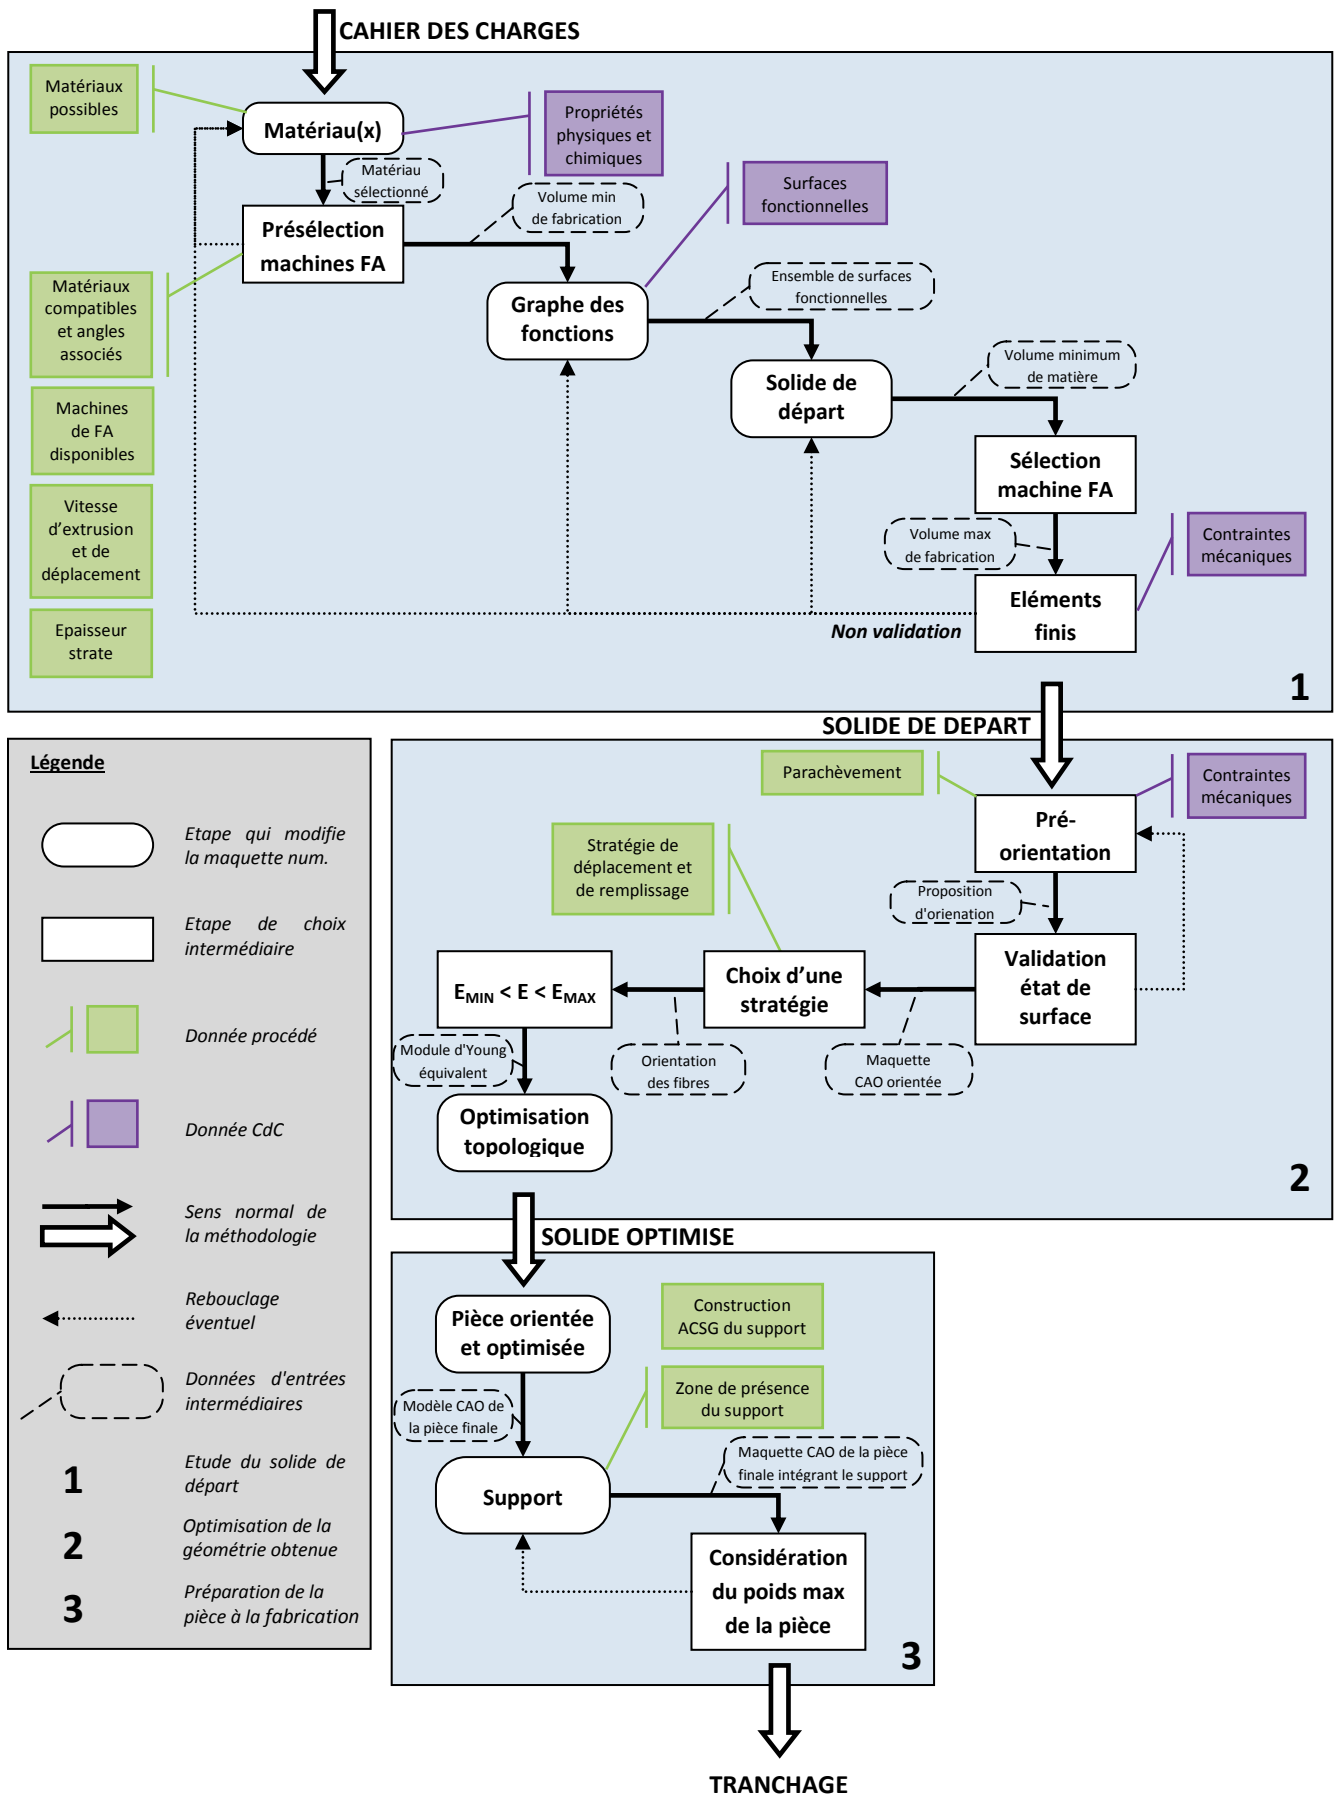 CAHIER DES CHARGES
Matériaux
possibles
Matériau(x)
Propriétés
physiques et
chimiques
Matériau
sélectionné
Surfaces
fonctionnelles
Volume min
de fabrication
Présélection
machines FA
Matériaux
compatibles
et angles
associés
Ensemble de surfaces
fonctionnelles
Graphe des
fonctions
Volume minimum
de matière
Solide de
départ
Machines
de FA
disponibles
Sélection
machine FA
Vitesse
d'extrusion
et de
déplacement
Volume max
de fabrication
Contraintes
mécaniques
Eléments
finis
Non validation
Epaisseur
strate
1
SOLIDE DE DEPART
Légende
Etape qui modifie
la maquette num.
Etape de choix
intermédiaire
Donnée procédé
Donnée CdC
Sens normal de
la méthodologie
Rebouclage
éventuel
Données d'entrées
intermédiaires
1
Etude du solide de
départ
2
Optimisation de la
géométrie obtenue
3
Préparation de la
pièce à la fabrication
Parachèvement
Contraintes
mécaniques
Pré-
orientation
Stratégie de
déplacement et
de remplissage
Proposition
d'orienation
Validation
état de
surface
Choix d'une
stratégie
EMIN < E < EMAX
Maquette
CAO orientée
Orientation
des fibres
Module d'Young
équivalent
Optimisation
topologique
2
SOLIDE OPTIMISE
Pièce orientée
et optimisée
Construction
ACSG du support
Zone de présence
du support
Modèle CAO de
la pièce finale
Maquette CAO de la pièce
finale intégrant le support
Support
Considération
du poids max
de la pièce
3
TRANCHAGE